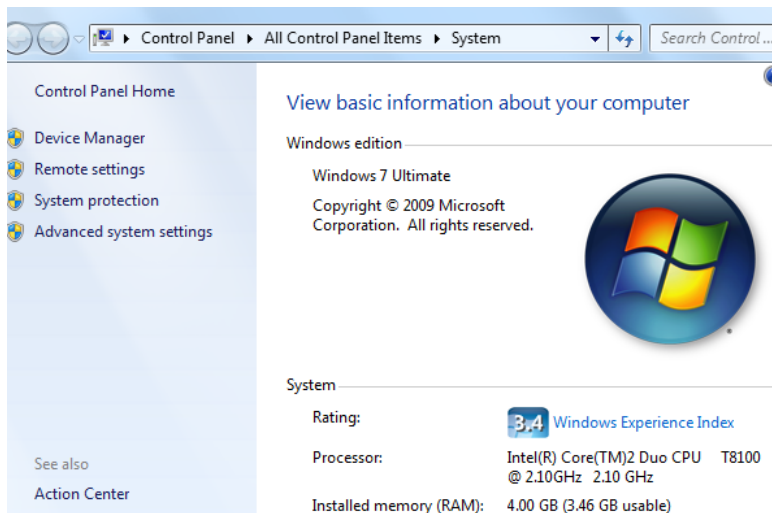 Control Panel ▸ All Control Panel Items ▸ System
Search Control ...
Control Panel Home
Device Manager
Remote settings
System protection
Advanced system settings
See also
Action Center
View basic information about your computer
Windows edition
Windows 7 Ultimate
Copyright © 2009 Microsoft
Corporation. All rights reserved.
System
Rating:
3.4 Windows Experience Index
Processor:
Intel(R) Core(TM)2 Duo CPU T8100
@ 2.10GHz 2.10 GHz
Installed memory (RAM):
4.00 GB (3.46 GB usable)